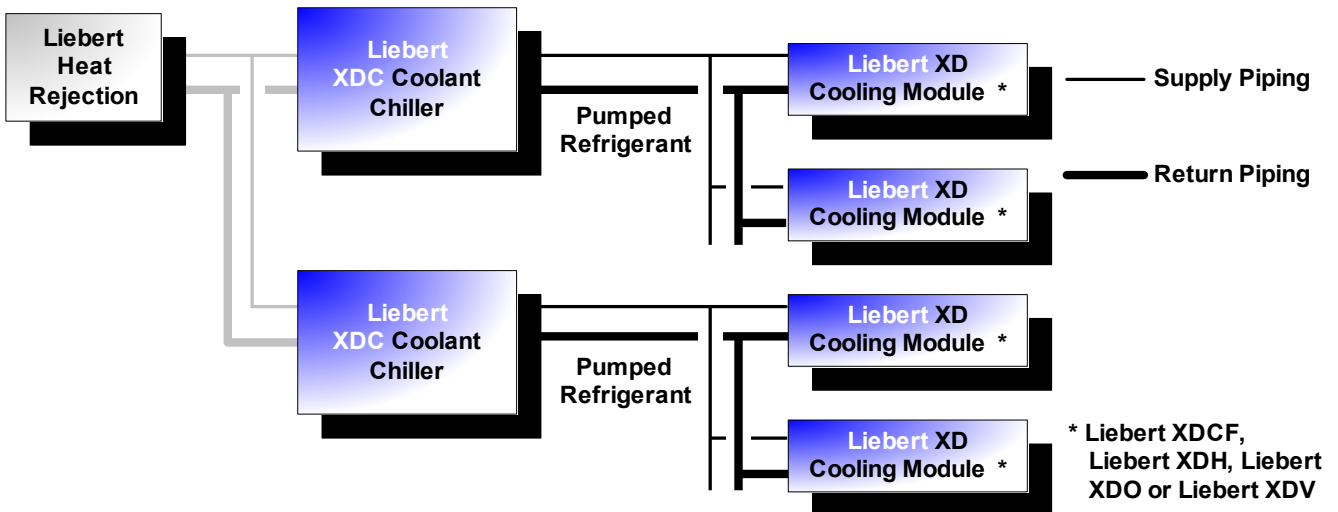 Liebert
Heat
Rejection
Liebert
XDC Coolant
Chiller
Pumped
Refrigerant
Liebert XD
Cooling Module *
Liebert XD
Cooling Module *
Supply Piping
Return Piping
Liebert
XDC Coolant
Chiller
Pumped
Refrigerant
Liebert XD
Cooling Module *
Liebert XD
Cooling Module *
* Liebert XDCF,
Liebert XDH, Liebert
XDO or Liebert XDV